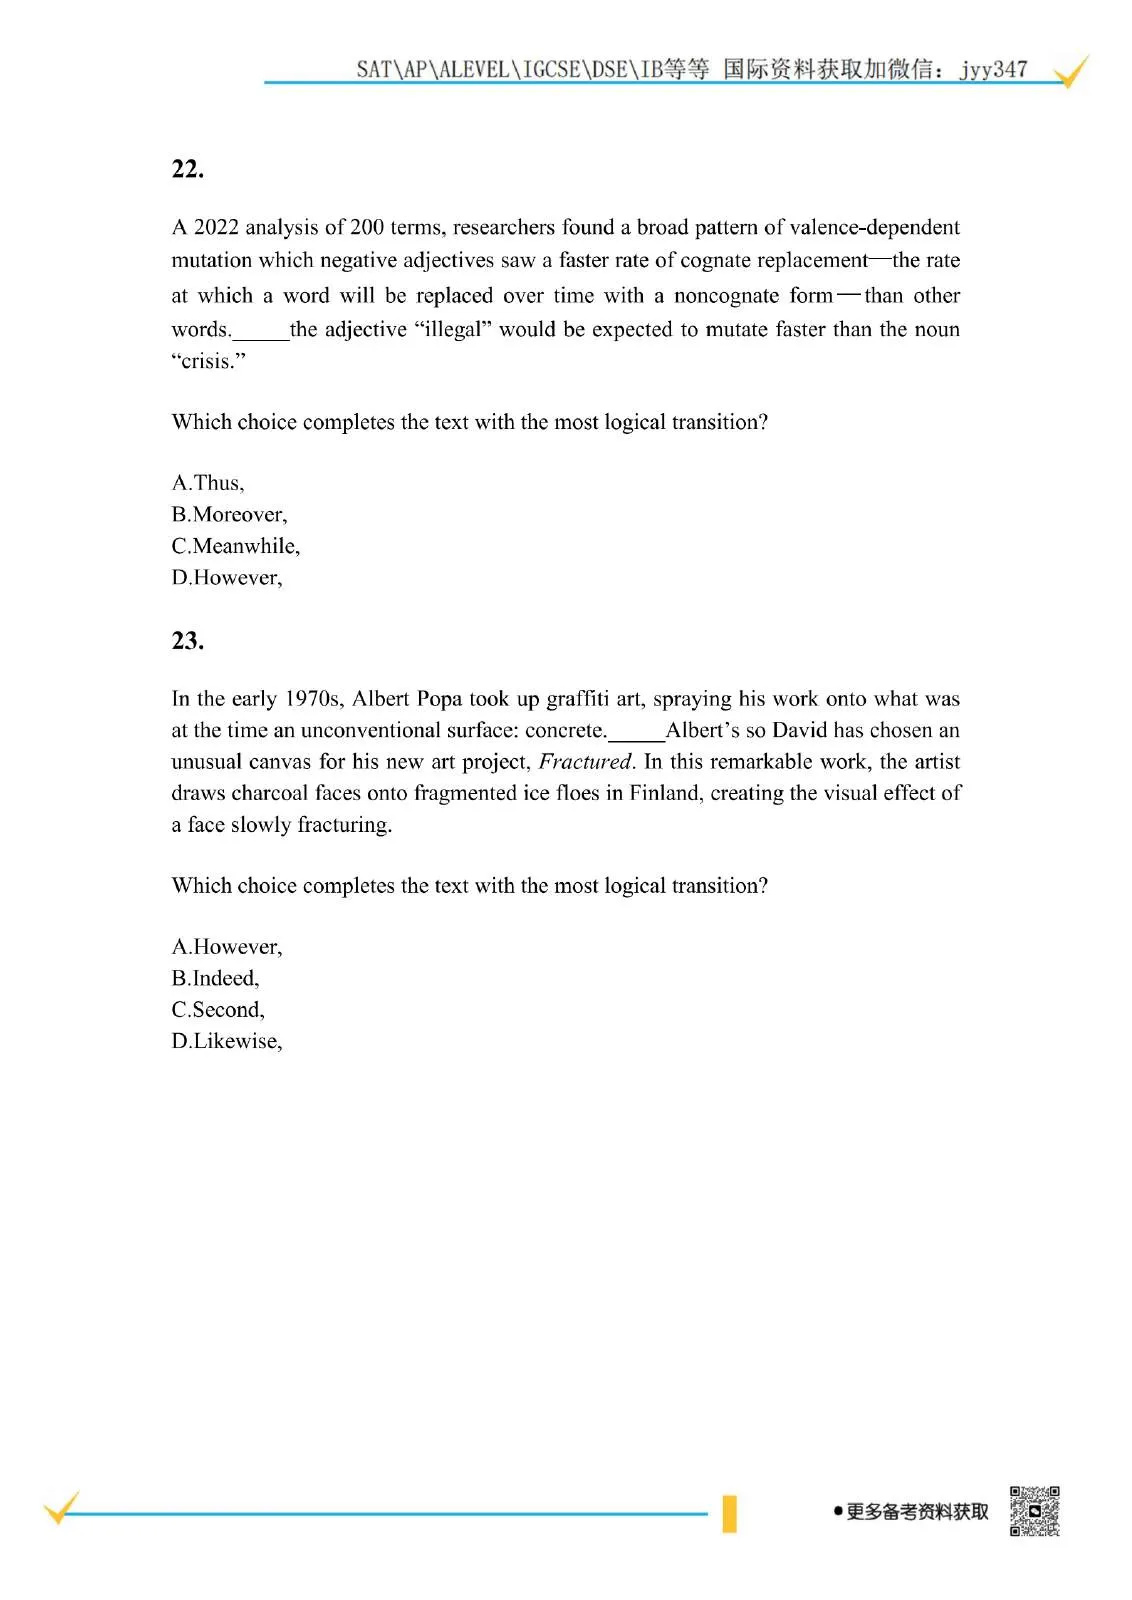 SAT\AP\ALEVEL\IGCSE\DSE\IB等等 国际资料获取加微信：jyy347
22.
A 2022 analysis of 200 terms, researchers found a broad pattern of valence-dependent
mutation which negative adjectives saw a faster rate of cognate replacement—the rate
at which a word will be replaced over time with a noncognate form—than other
words._____the adjective “illegal” would be expected to mutate faster than the noun
“crisis.”
Which choice completes the text with the most logical transition?
A.Thus,
B.Moreover,
C.Meanwhile,
D.However,
23.
In the early 1970s, Albert Popa took up graffiti art, spraying his work onto what was
at the time an unconventional surface: concrete._____Albert’s so David has chosen an
unusual canvas for his new art project, Fractured. In this remarkable work, the artist
draws charcoal faces onto fragmented ice floes in Finland, creating the visual effect of
a face slowly fracturing.
Which choice completes the text with the most logical transition?
A.However,
B.Indeed,
C.Second,
D.Likewise,
•更多备考资料获取